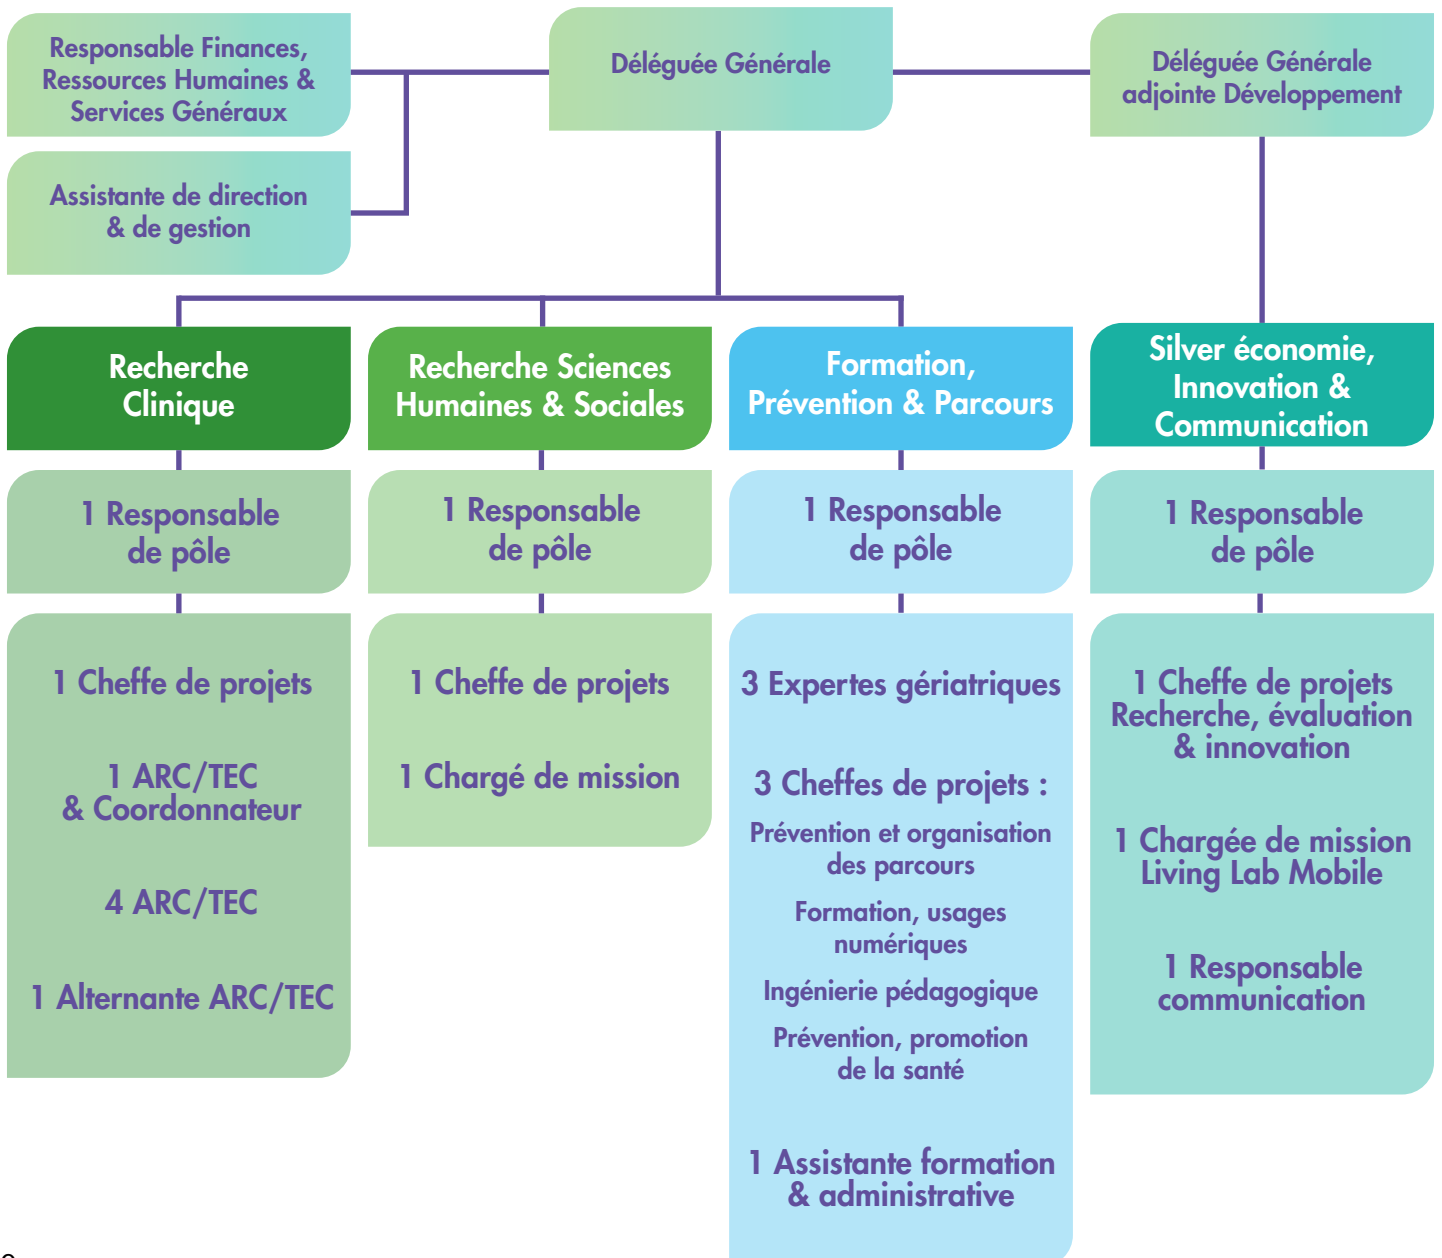 Responsable Finances,
Ressources Humaines &
Services Généraux
Déléguée Générale
Déléguée Générale
adjointe Développement
Assistante de direction
& de gestion
Recherche
Clinique
Recherche Sciences
Humaines & Sociales
Formation,
Prévention & Parcours
Silver économie,
Innovation &
Communication
1 Responsable
de pôle
1 Responsable
de pôle
1 Responsable
de pôle
1 Responsable
de pôle
1 Cheffe de projets
1 ARC/TEC
& Coordonnateur
4 ARC/TEC
1 Alternante ARC/TEC
1 Cheffe de projets
1 Chargé de mission
3 Expertes gériatriques
3 Cheffes de projets :
Prévention et organisation
des parcours
Formation, usages
numériques
Ingénierie pédagogique
Prévention, promotion
de la santé
1 Assistante formation
& administrative
1 Cheffe de projets
Recherche, évaluation
& innovation
1 Chargée de mission
Living Lab Mobile
1 Responsable
communication